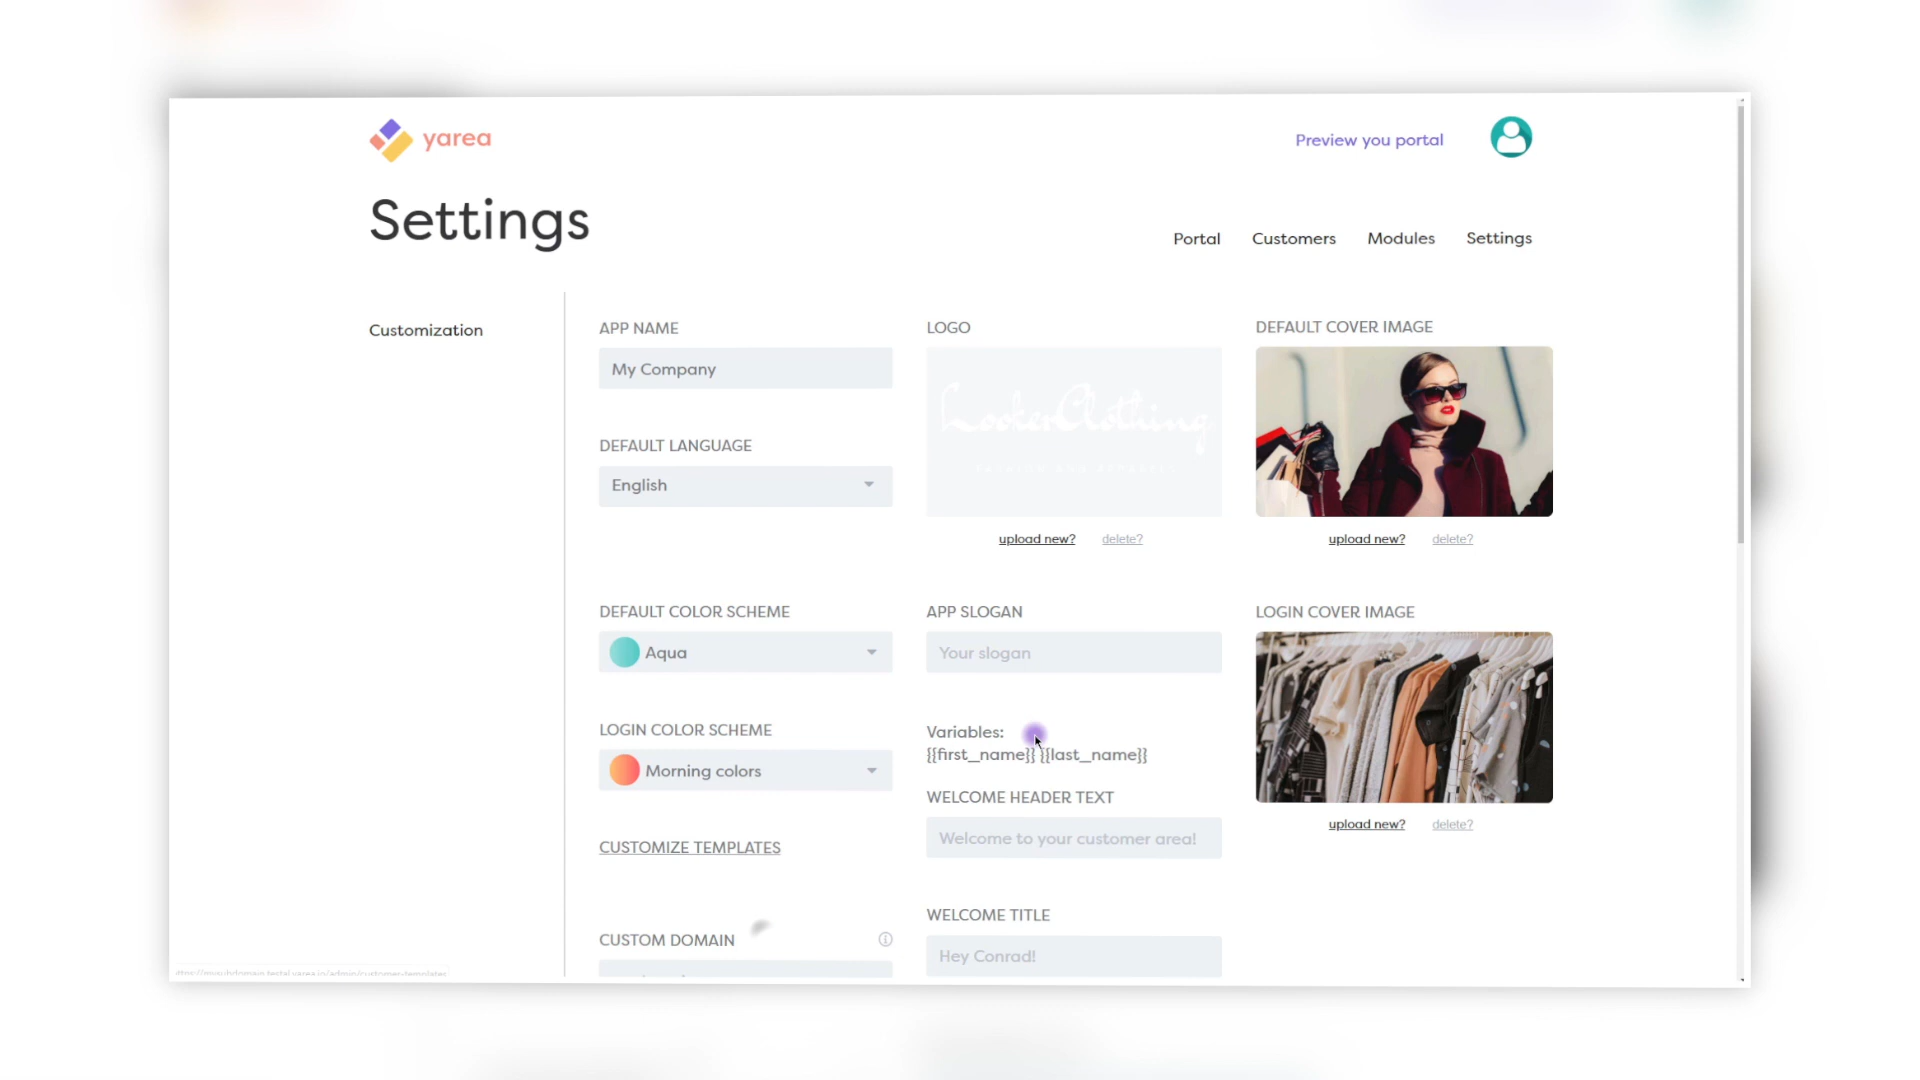 yarea
Preview you portal
Settings
Portal Customers Modules Settings
Customization
APP NAME
My Company
LOGO
LookerClothing
DEFAULT COVER IMAGE
DEFAULT LANGUAGE
English
upload new? delete?
upload new? delete?
DEFAULT COLOR SCHEME
Aqua
APP SLOGAN
Your slogan
LOGIN COVER IMAGE
LOGIN COLOR SCHEME
Morning colors
Variables:
{{first_name}} {{last_name}}
WELCOME HEADER TEXT
Welcome to your customer area!
upload new? delete?
CUSTOMIZE TEMPLATES
CUSTOM DOMAIN
WELCOME TITLE
Hey Conrad!